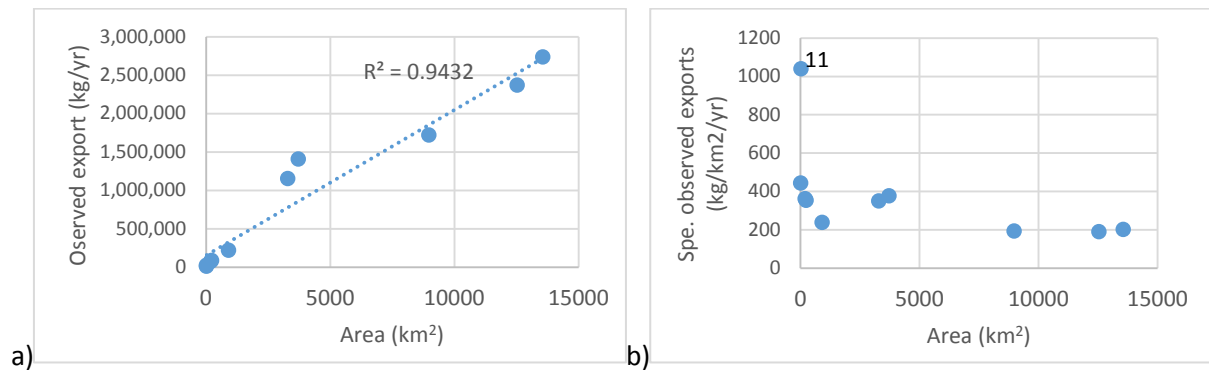 3,000,000
2,500,000
2,000,000
1,500,000
1,000,000
500,000
0
Oserved export (kg/yr)
R² = 0.9432
0
5000
10000
15000
Area (km²)
a)
1200
1000
800
600
400
200
0
Spe. observed exports
(kg/km2/yr)
11
0
5000
10000
15000
Area (km²)
b)